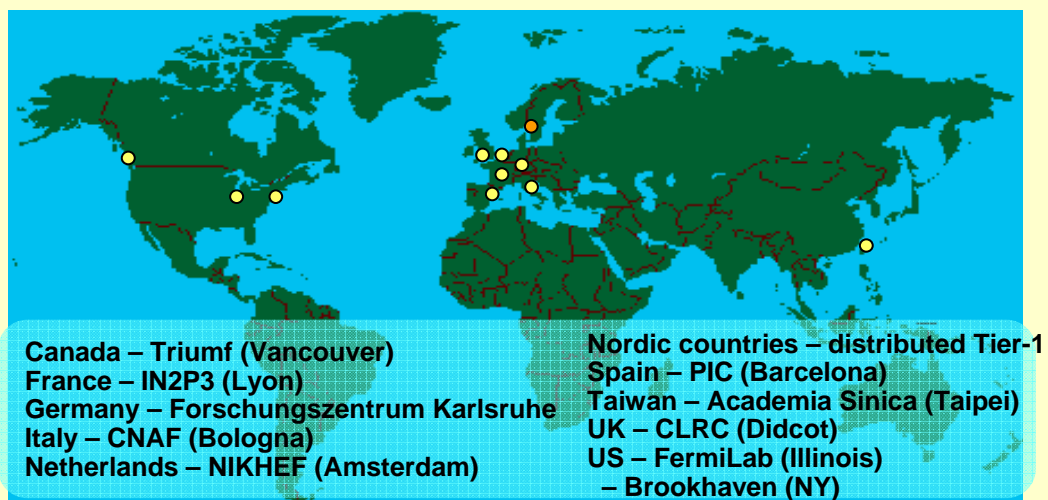 Canada – Triumf (Vancouver)
France – IN2P3 (Lyon)
Germany – Forschungszentrum Karlsruhe
Italy – CNAF (Bologna)
Netherlands – NIKHEF (Amsterdam)
Nordic countries – distributed Tier-1
Spain – PIC (Barcelona)
Taiwan – Academia Sinica (Taipei)
UK – CLRC (Didcot)
US – FermiLab (Illinois)
– Brookhaven (NY)